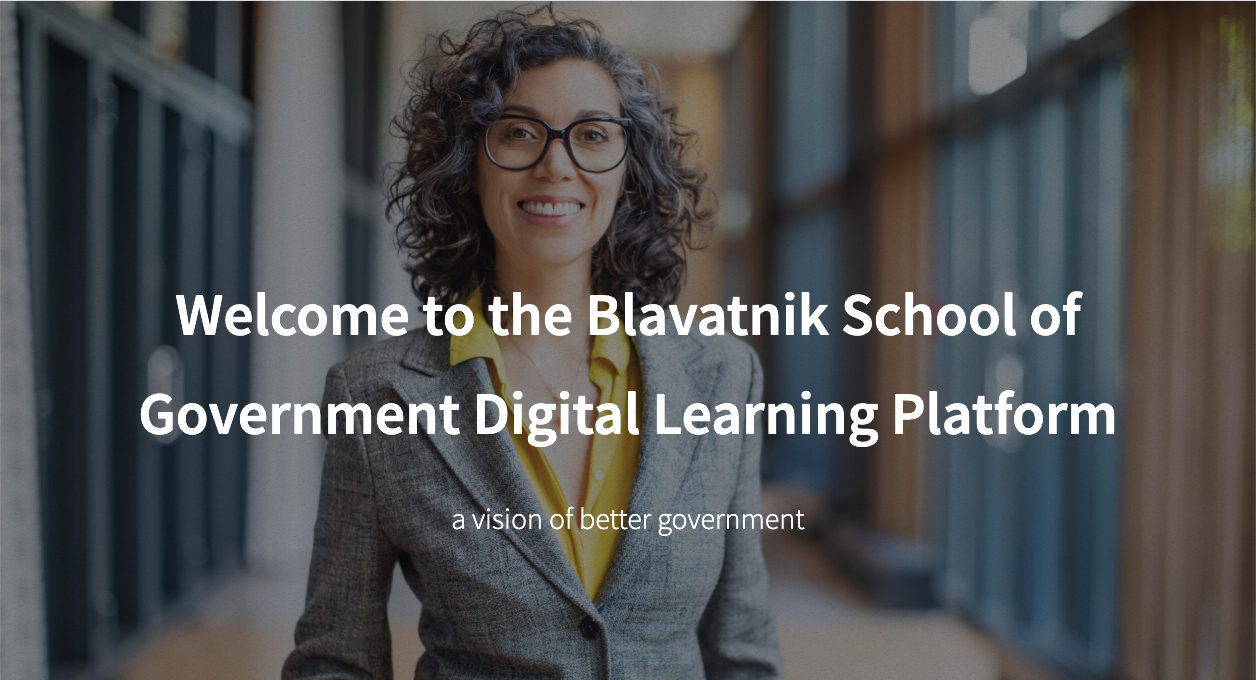 Welcome to the Blavatnik School of
Government Digital Learning Platform
a vision of better government